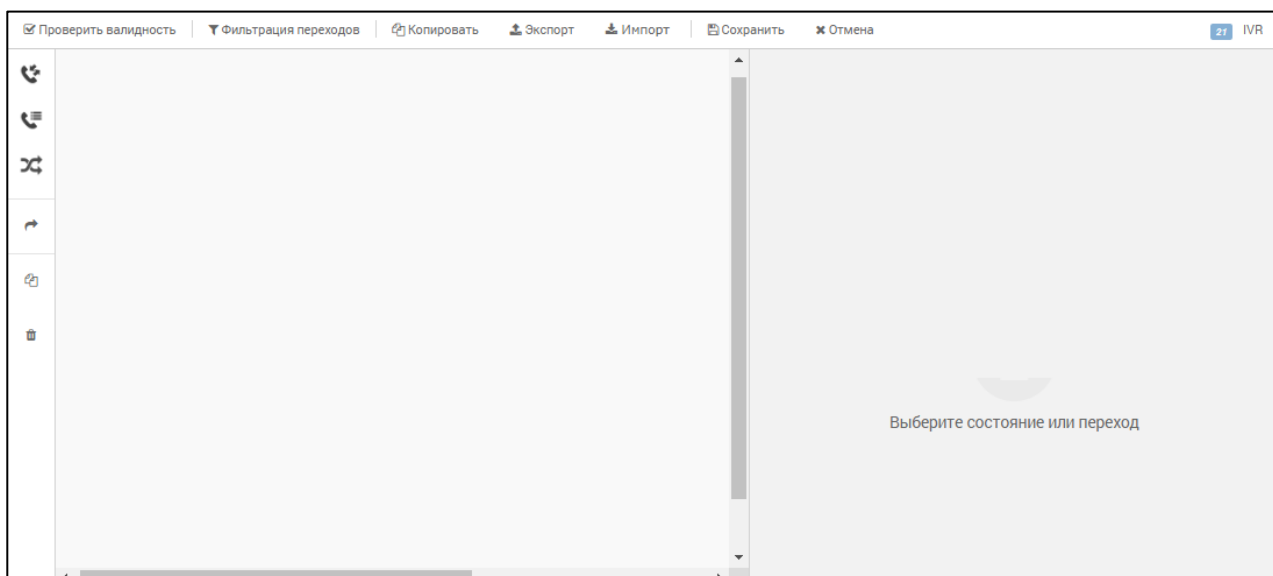 Проверить валидность Фильтрация переходов Копировать Экспорт Импорт Сохранить Отмена 21 IVR
Выберите состояние или переход